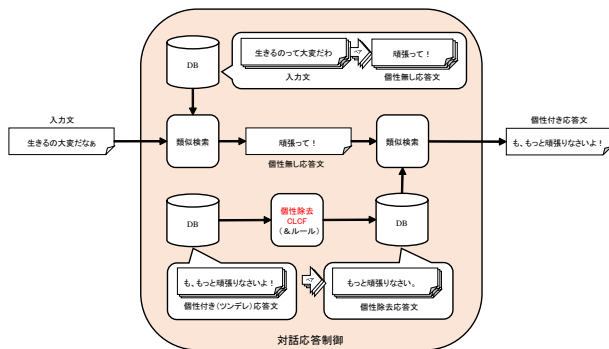 DB
生きるのって大変だわ
ペア
頑張って！
入力文
個性無し応答文
入力文
生きるの大変だなぁ
類似検索
頑張って！
個性無し応答文
類似検索
個性付き応答文
も、もっと頑張りなさいよ！
DB
個性除去
CLCF
（＆ルール）
DB
も、もっと頑張りなさいよ！
ペア
もっと頑張りなさい。
個性付き（ツンデレ）応答文
個性除去応答文
対話応答制御